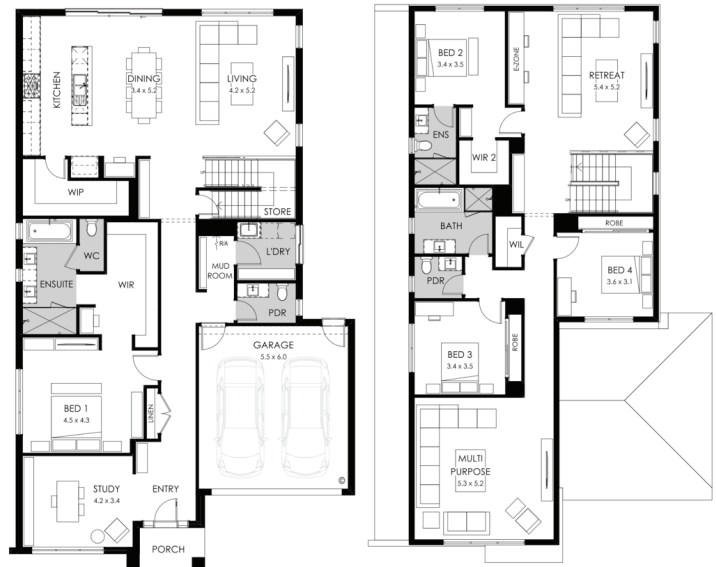 KITCHEN
DINING
3.4 x 5.2
LIVING
4.2 x 5.2
WIP
STORE
WC
ENSUITE
WIR
R/A
MUD
ROOM
L'DRY
PDR
GARAGE
5.5 x 6.0
BED 1
4.5 x 4.3
LINEN
STUDY
4.2 x 3.4
ENTRY
PORCH
©
BED 2
3.4 x 3.5
E-ZONE
RETREAT
5.4 x 5.2
ENS
WIR 2
BATH
WIL
ROBE
BED 4
3.6 x 3.1
PDR
BED 3
3.4 x 3.5
ROBE
MULTI
PURPOSE
5.3 x 5.2